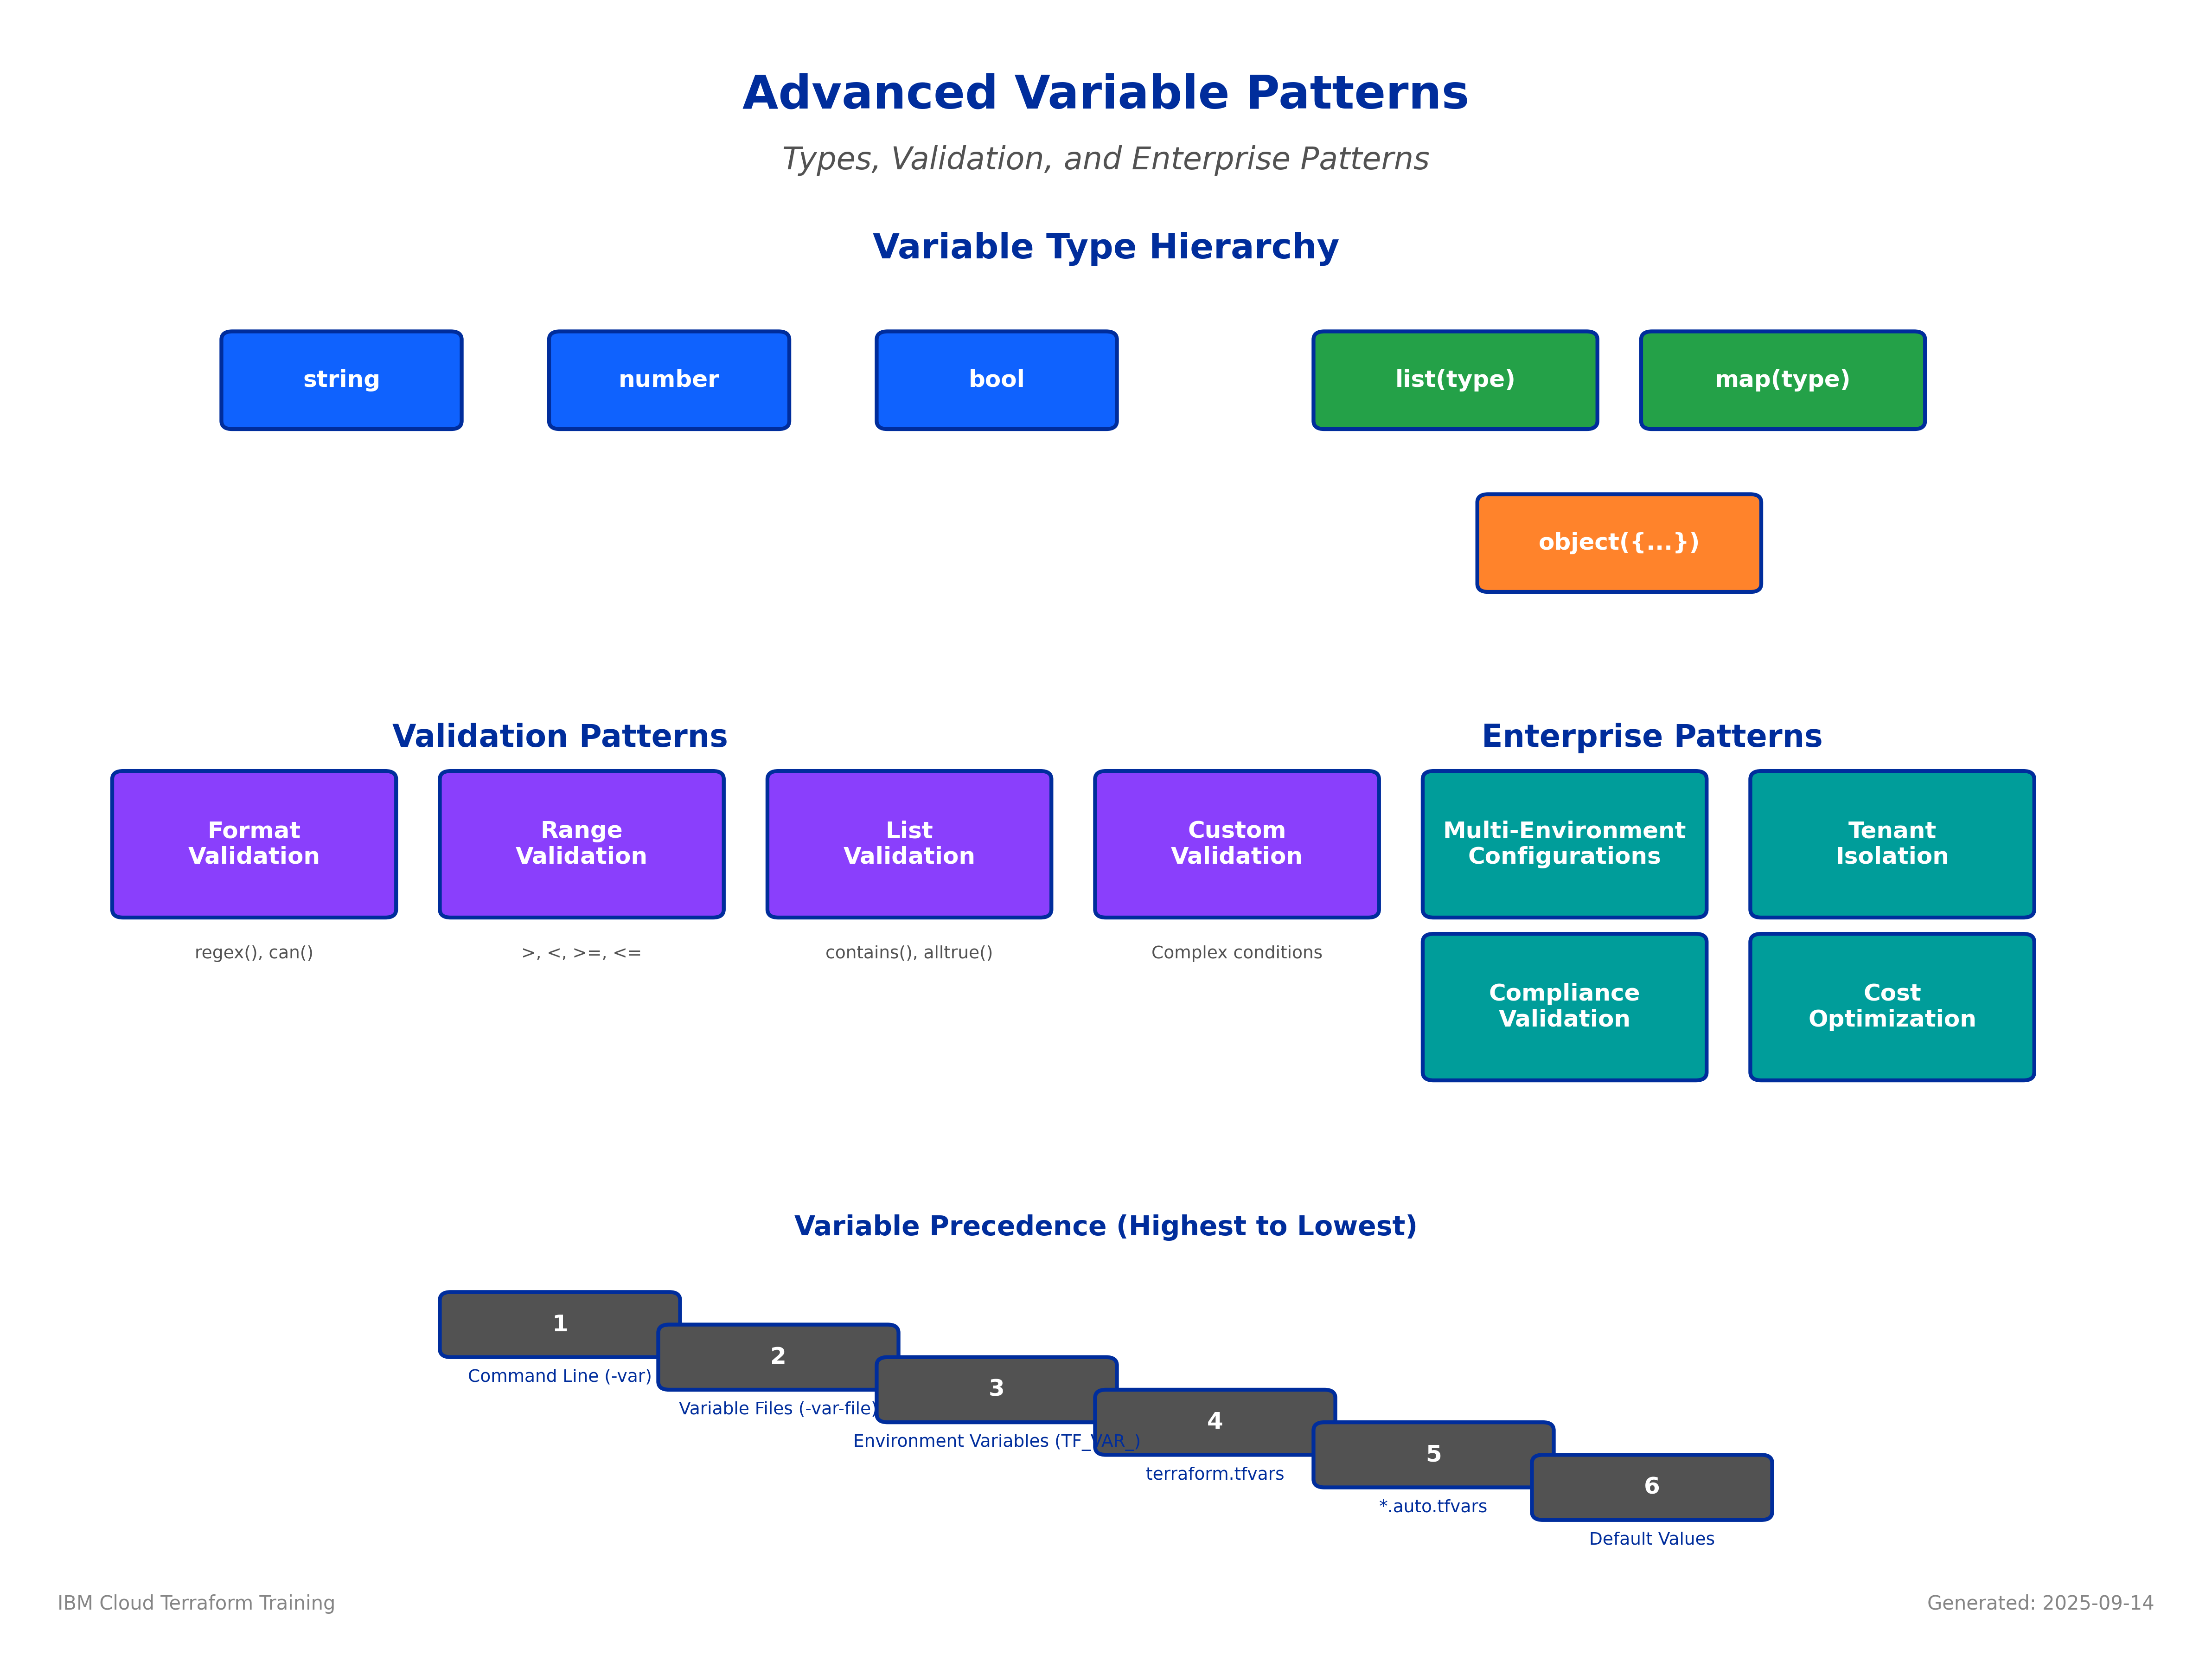 Advanced Variable Patterns
Types, Validation, and Enterprise Patterns
Variable Type Hierarchy
string
number
bool
list(type)
map(type)
object({...})
Validation Patterns
Format
Validation
regex(), can()
Range
Validation
>, <, >=, <=
List
Validation
contains(), alltrue()
Custom
Validation
Complex conditions
Enterprise Patterns
Multi-Environment
Configurations
Tenant
Isolation
Compliance
Validation
Cost
Optimization
Variable Precedence (Highest to Lowest)
1
Command Line (-var)
2
Variable Files (-var-file)
3
Environment Variables (TF_VAR_)
4
terraform.tfvars
5
*.auto.tfvars
6
Default Values
IBM Cloud Terraform Training
Generated: 2025-09-14